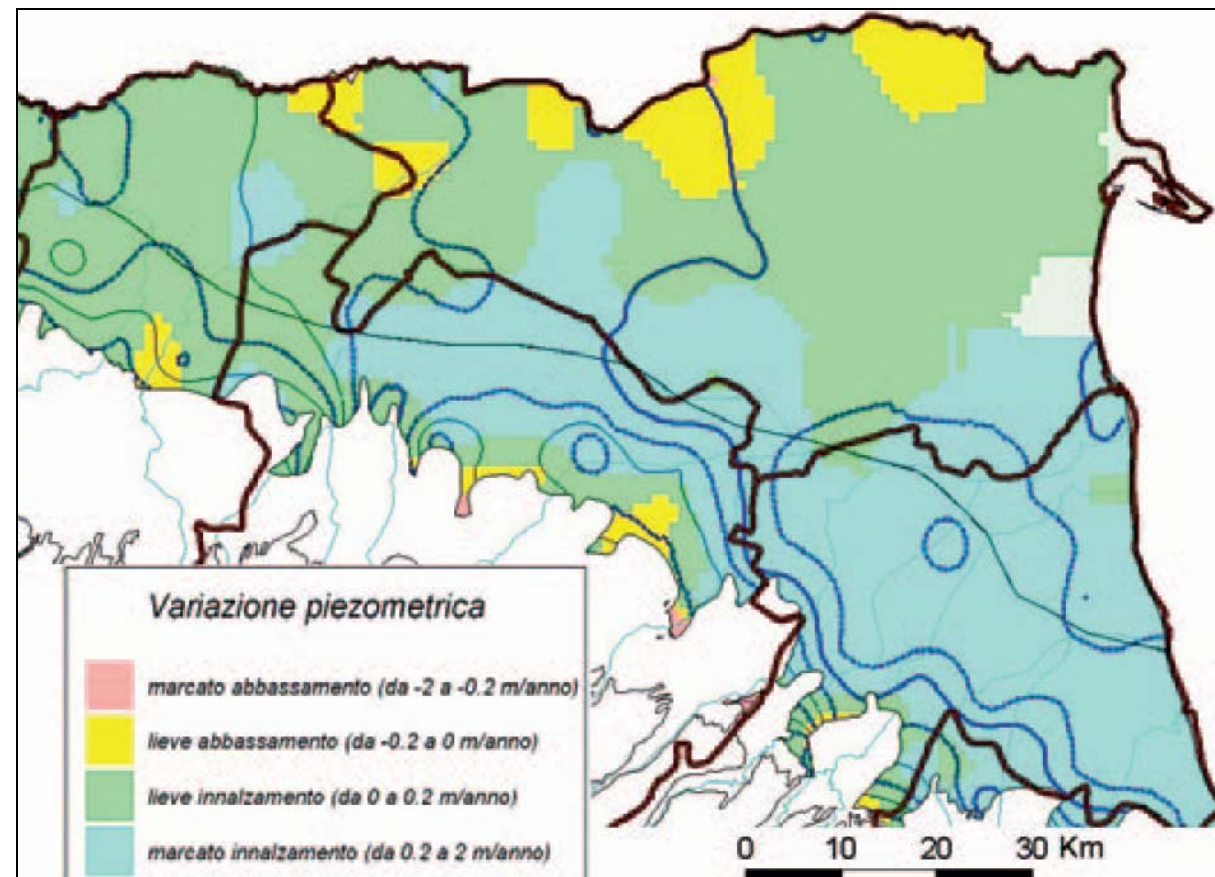 Variazione piezometrica
marcato abbassamento (da -2 a -0.2 m/anno)
lieve abbassamento (da -0.2 a 0 m/anno)
lieve innalzamento (da 0 a 0.2 m/anno)
marcato innalzamento (da 0.2 a 2 m/anno)
0 10 20 30 Km